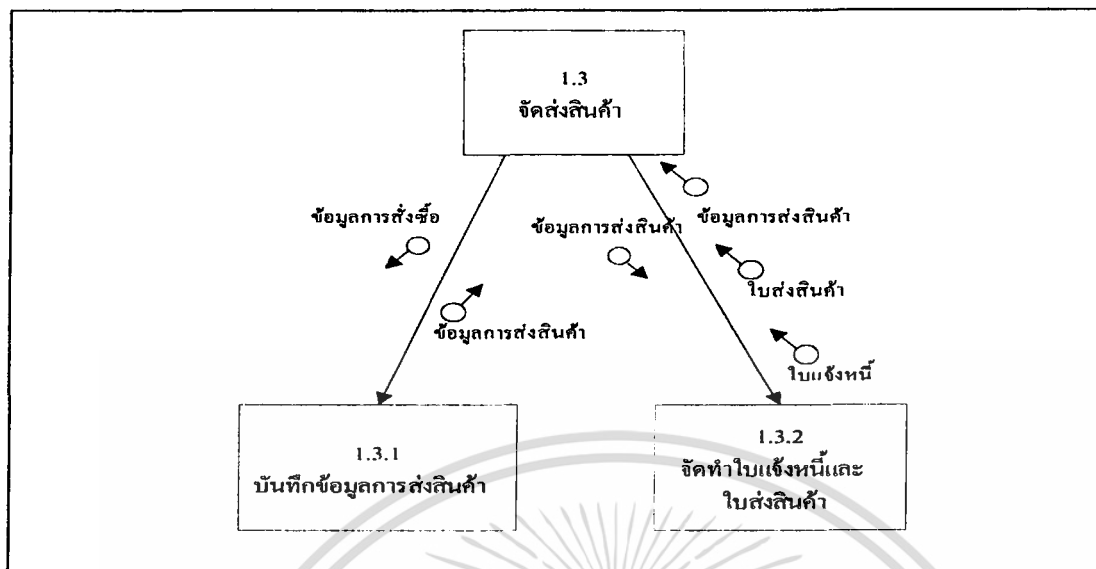 1.3
จัดส่งสินค้า
ข้อมูลการสั่งซื้อ
ข้อมูลการส่งสินค้า
ข้อมูลการส่งสินค้า
ใบส่งสินค้า
ข้อมูลการส่งสินค้า
ใบแจ้งหนี้
1.3.1
บันทึกข้อมูลการส่งสินค้า
1.3.2
จัดทำใบแจ้งหนี้และ
ใบส่งสินค้า